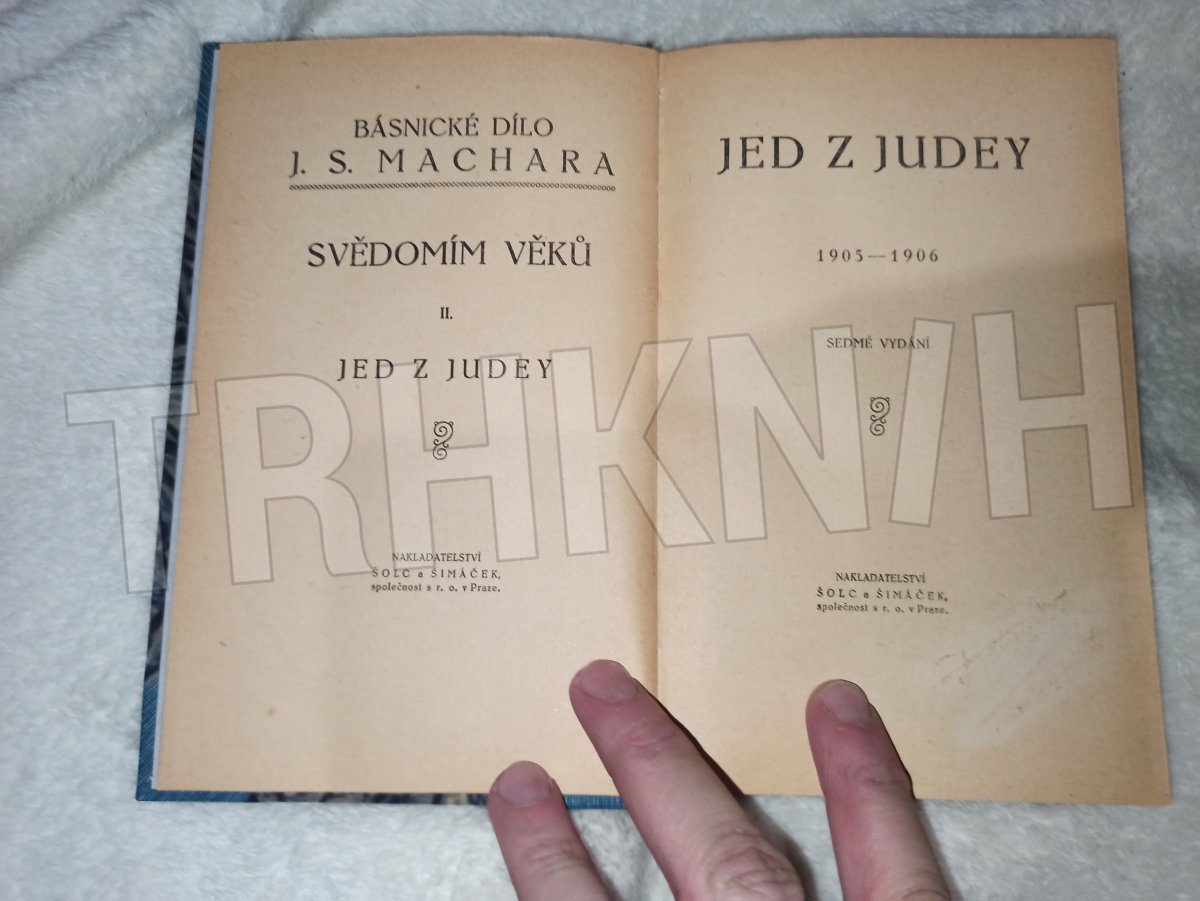 BÁSNICKÉ DÍLO
J. S. MACHARA
SVĚDOMÍM VĚKŮ
II.
JED Z JUDEY
NAKLADATELSTVÍ
ŠOLC a ŠIMÁČEK,
společnost s r. o. v Praze.
JED Z JUDEY
1905—1906
SEDMÉ VYDÁNÍ
NAKLADATELSTVÍ
ŠOLC a ŠIMÁČEK,
společnost s r. o. v Praze.
TRHKNIH